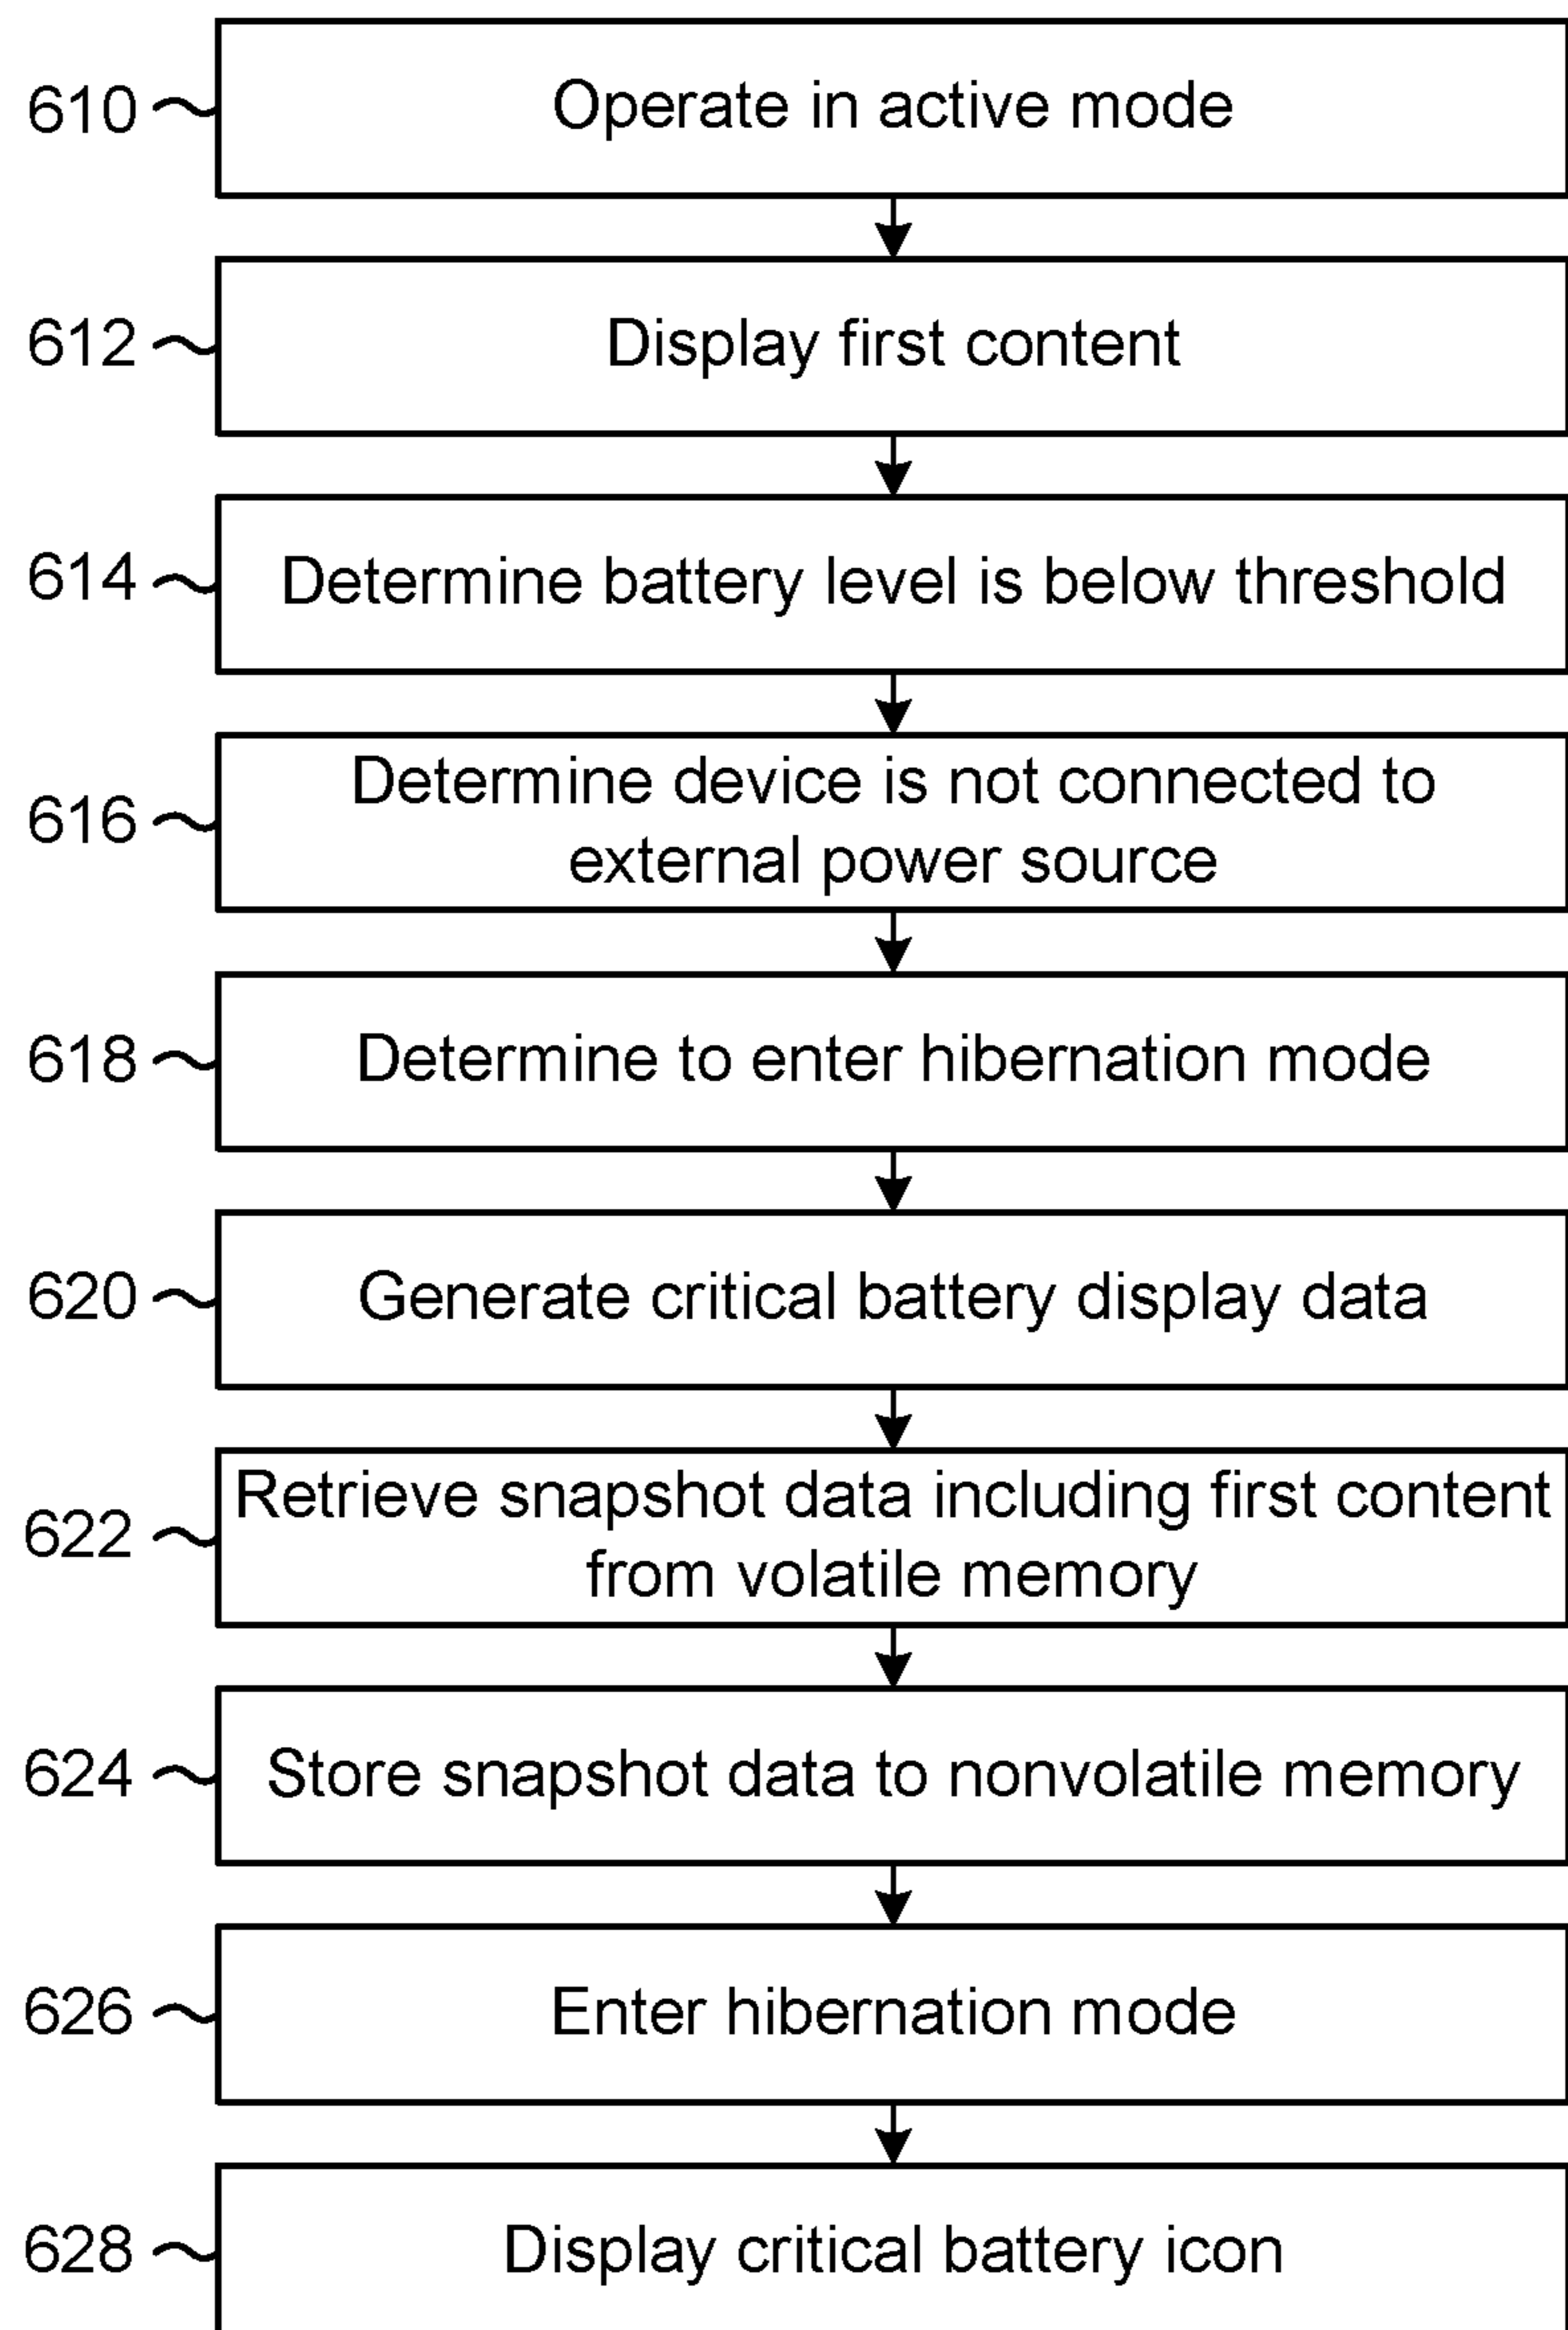 610 Operate in active mode
612 Display first content
614 Determine battery level is below threshold
616 Determine device is not connected to
external power source
618 Determine to enter hibernation mode
620 Generate critical battery display data
622 Retrieve snapshot data including first content
from volatile memory
624 Store snapshot data to nonvolatile memory
626 Enter hibernation mode
628 Display critical battery icon